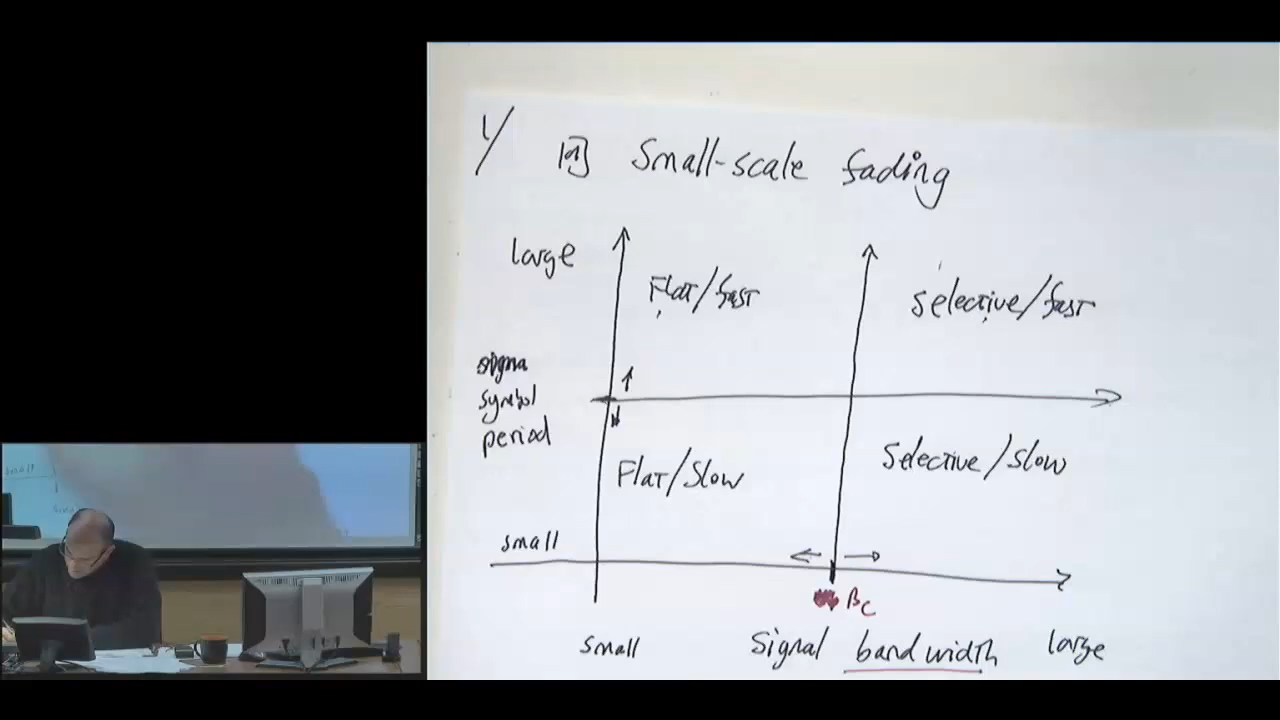 1/ Small-scale fading
large
Flat/fast
Selective/fast
symbol
period
Flat/Slow
Selective/Slow
small
Bc
small
Signal bandwidth
large